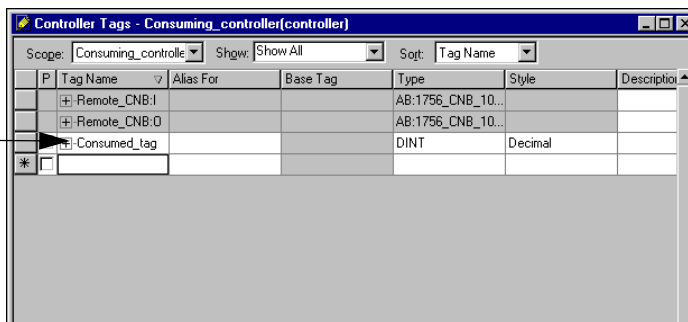 Controller Tags - Consuming_controller(controller)
Scope: Consuming_controlle Show: Show All Sort: Tag Name
P Tag Name Alias For Base Tag Type Style Description
Remote_CNB:I AB:1756_CNB_10...
Remote_CNB:O AB:1756_CNB_10...
Consumed_tag DINT Decimal